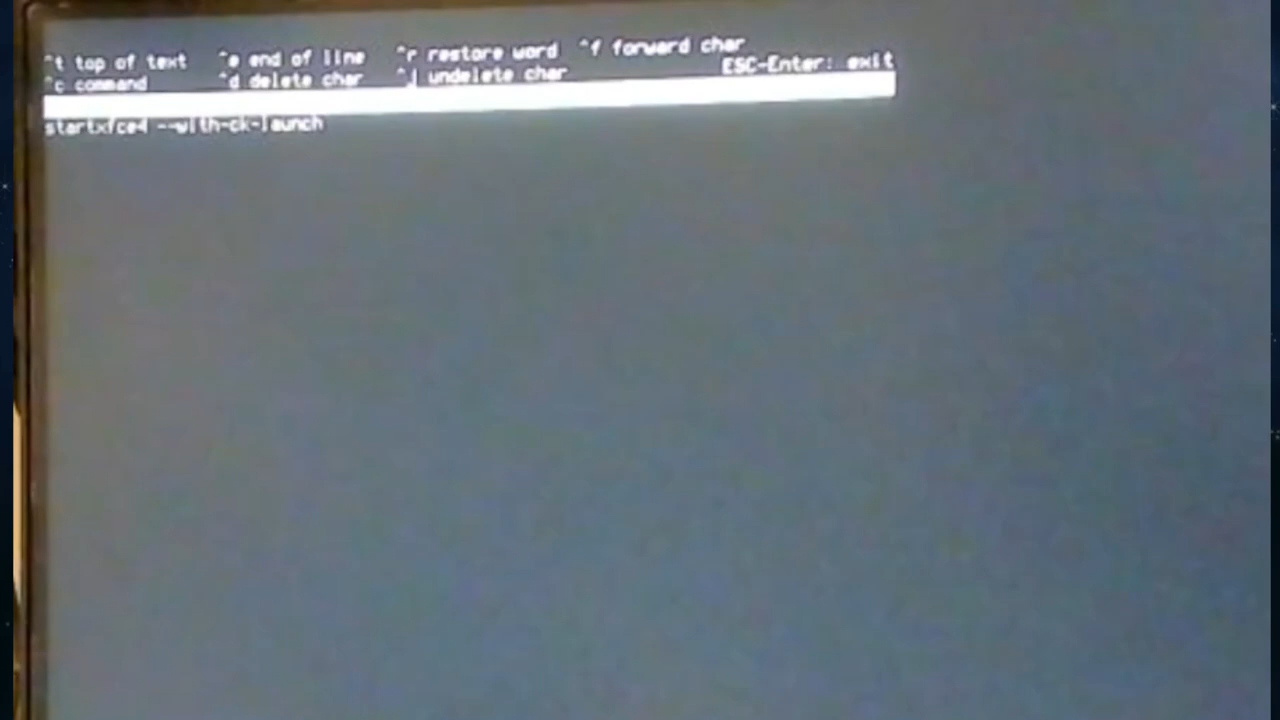 ^t top of text ^e end of line ^r restore word ^f forward char
^c command ^d delete char ^j undelete char ESC-Enter: exit
startxfce4 --with-ck-launch